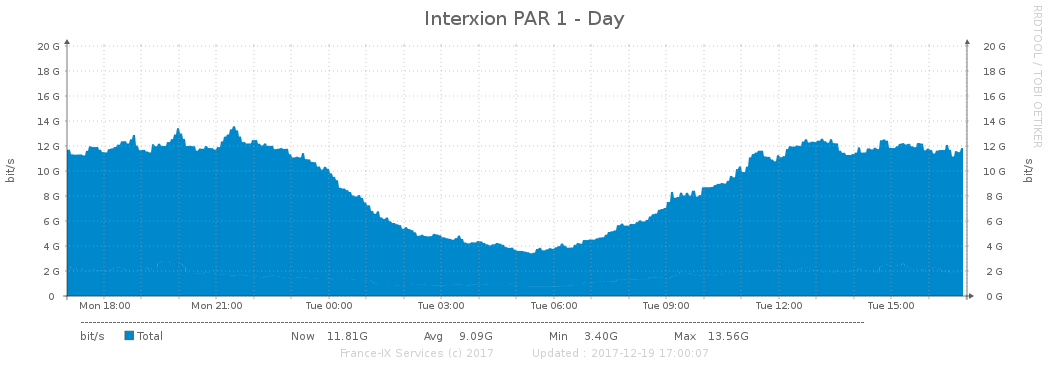 Interxion PAR 1 - Day
RRDTOOL / TOBI OETIKER
bit/s
20 G 20 G
18 G 18 G
16 G 16 G
14 G 14 G
12 G 12 G
10 G 10 G
8 G 8 G
6 G 6 G
4 G 4 G
2 G 2 G
0 0 G
bit/s
Mon 18:00 Mon 21:00 Tue 00:00 Tue 03:00 Tue 06:00 Tue 09:00 Tue 12:00 Tue 15:00
bit/s Total Now 11.81G Avg 9.09G Min 3.40G Max 13.56G
France-IX Services (c) 2017 Updated : 2017-12-19 17:00:07